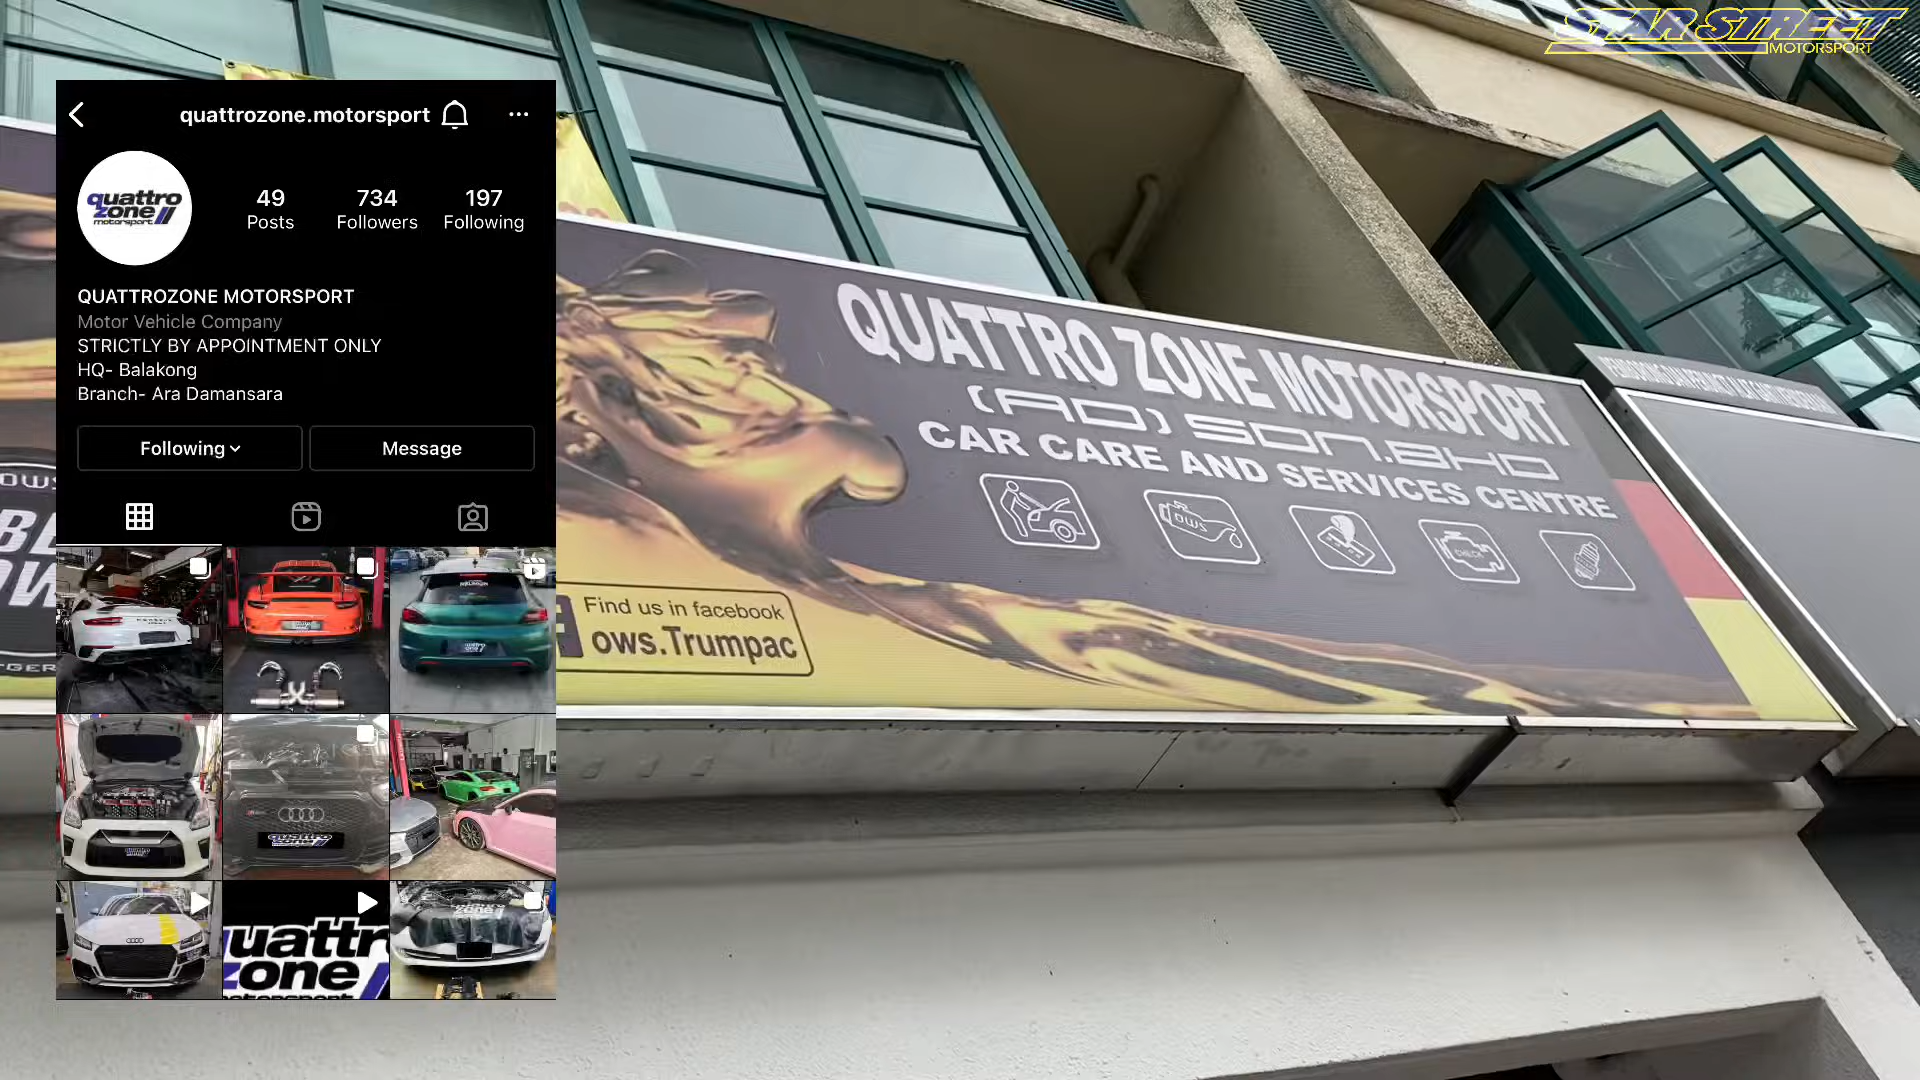 STAR STREET
MOTORSPORT
quattrozone.motorsport
quattro
zone
motorsport
49
Posts
734
Followers
197
Following
QUATTROZONE MOTORSPORT
Motor Vehicle Company
STRICTLY BY APPOINTMENT ONLY
HQ- Balakong
Branch- Ara Damansara
Following
Message
uattr
zone
QUATTRO ZONE MOTORSPORT
(AD) SDN.BHD
CAR CARE AND SERVICES CENTRE
OWS
CHECK
Find us in facebook
ows.Trumpac